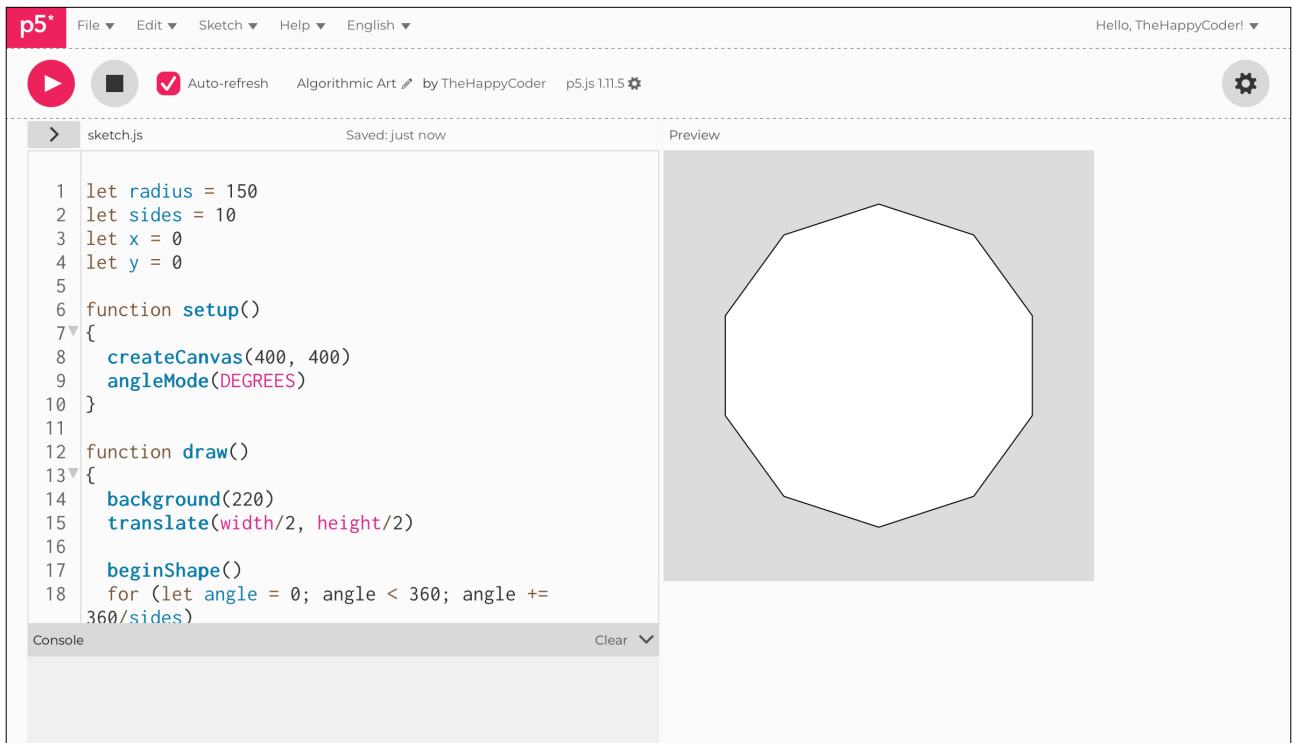 p5* File Edit Sketch Help English Hello, TheHappyCoder!
Auto-refresh Algorithmic Art by TheHappyCoder p5.js 1.11.5
> sketch.js Saved: just now Preview
1 let radius = 150
2 let sides = 10
3 let x = 0
4 let y = 0
5
6 function setup()
7 {
8 createCanvas(400, 400)
9 angleMode(DEGREES)
10 }
11
12 function draw()
13 {
14 background(220)
15 translate(width/2, height/2)
16
17 beginShape()
18 for (let angle = 0; angle < 360; angle +=
360/sides)
Console Clear